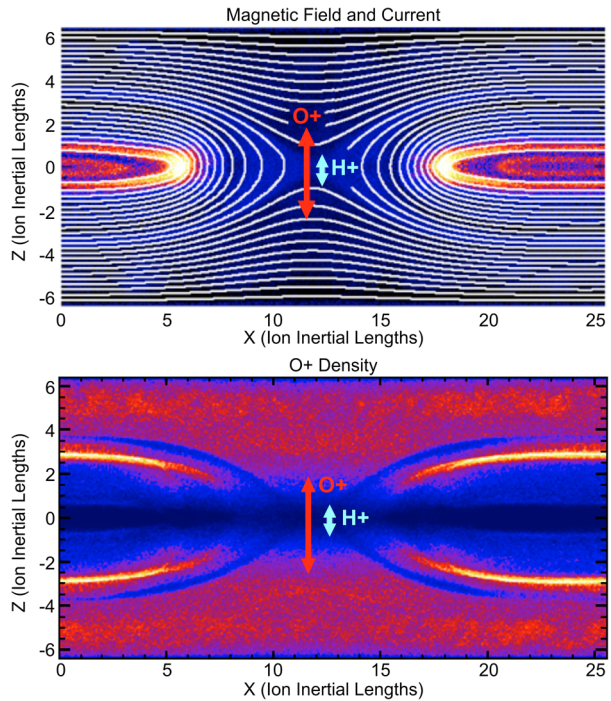 Magnetic Field and Current
6
4
2
0
-2
-4
-6
Z (Ion Inertial Lengths)
O+
H+
0 5 10 15 20 25
X (Ion Inertial Lengths)
O+ Density
6
4
2
0
-2
-4
-6
Z (Ion Inertial Lengths)
O+
H+
0 5 10 15 20 25
X (Ion Inertial Lengths)